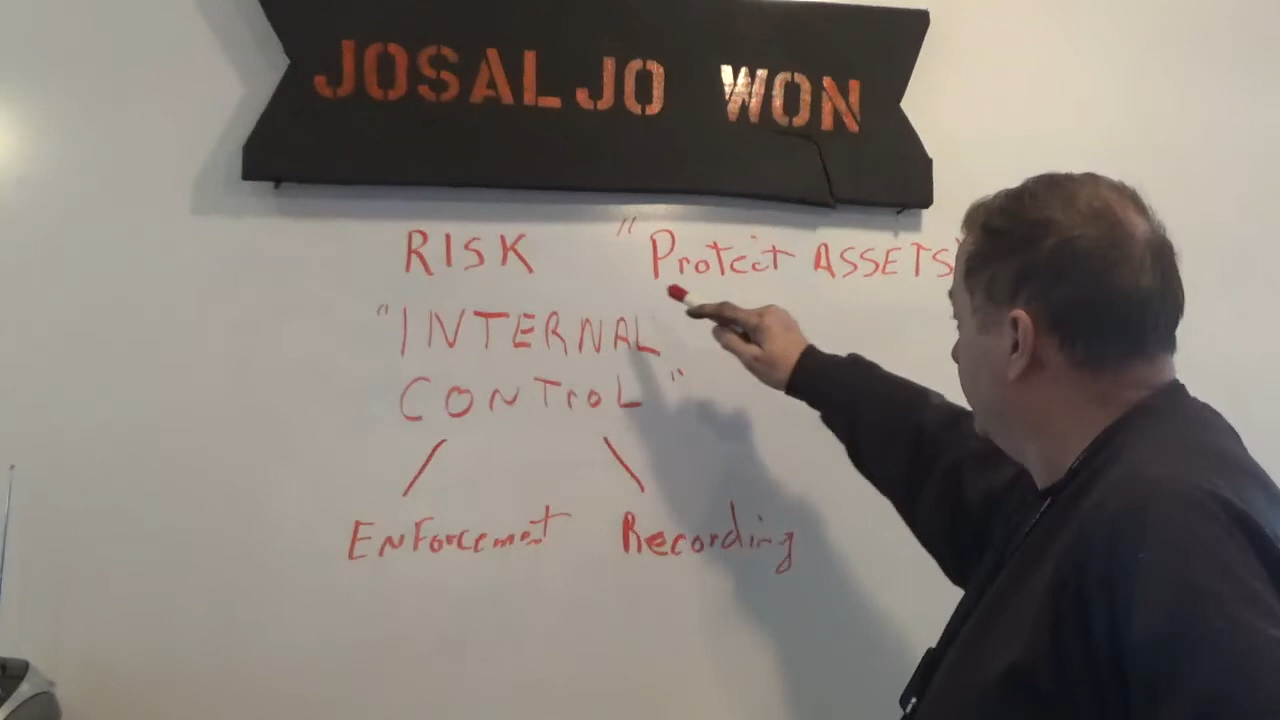 JOSALJO WON
RISK "Protect ASSETS"
"INTERNAL
CONTroL"
EnForcement Recording